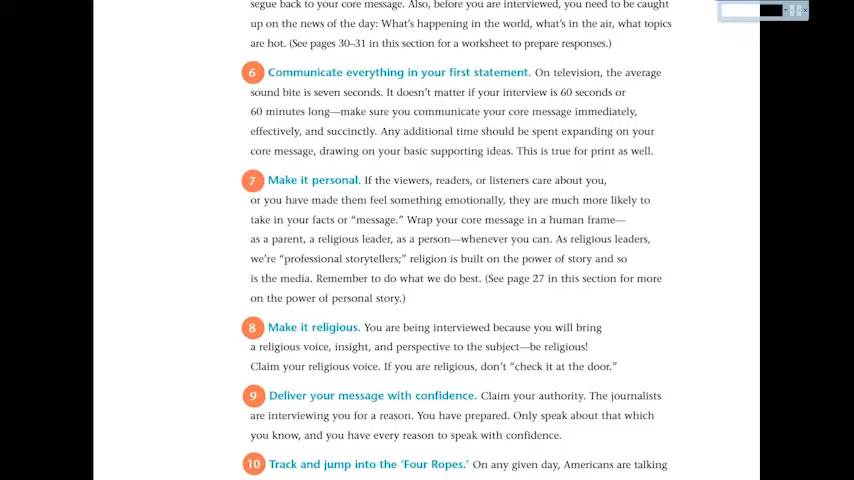 segue back to your core message. Also, before you are interviewed, you need to be caught
up on the news of the day: What's happening in the world, what's in the air, what topics
are hot. (See pages 30–31 in this section for a worksheet to prepare responses.)
6 Communicate everything in your first statement. On television, the average
sound bite is seven seconds. It doesn't matter if your interview is 60 seconds or
60 minutes long—make sure you communicate your core message immediately,
effectively, and succinctly. Any additional time should be spent expanding on your
core message, drawing on your basic supporting ideas. This is true for print as well.
7 Make it personal. If the viewers, readers, or listeners care about you,
or you have made them feel something emotionally, they are much more likely to
take in your facts or “message.” Wrap your core message in a human frame—
as a parent, a religious leader, as a person—whenever you can. As religious leaders,
we're “professional storytellers;” religion is built on the power of story and so
is the media. Remember to do what we do best. (See page 27 in this section for more
on the power of personal story.)
8 Make it religious. You are being interviewed because you will bring
a religious voice, insight, and perspective to the subject—be religious!
Claim your religious voice. If you are religious, don't “check it at the door.”
9 Deliver your message with confidence. Claim your authority. The journalists
are interviewing you for a reason. You have prepared. Only speak about that which
you know, and you have every reason to speak with confidence.
10 Track and jump into the ‘Four Ropes.’ On any given day, Americans are talking